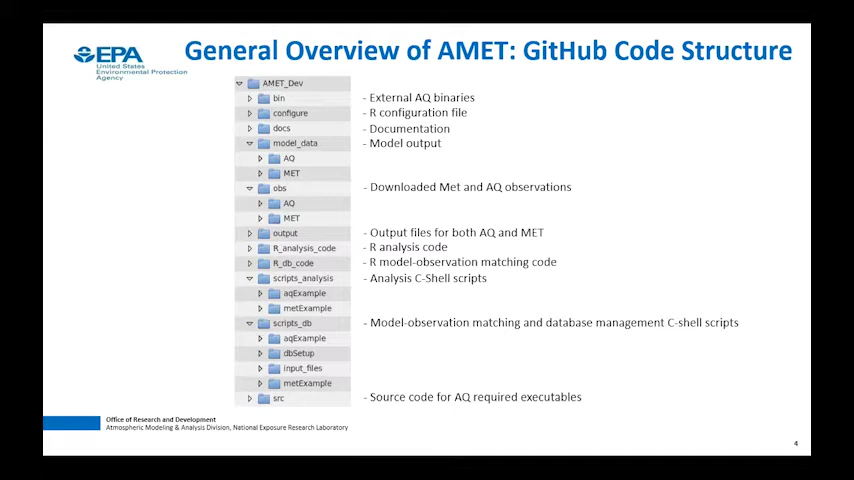 EPA
United States
Environmental Protection
Agency
General Overview of AMET: GitHub Code Structure
AMET_Dev
bin - External AQ binaries
configure - R configuration file
docs - Documentation
model_data - Model output
AQ
MET
obs - Downloaded Met and AQ observations
AQ
MET
output - Output files for both AQ and MET
R_analysis_code - R analysis code
R_db_code - R model-observation matching code
scripts_analysis - Analysis C-Shell scripts
aqExample
metExample
scripts_db - Model-observation matching and database management C-shell scripts
aqExample
dbSetup
input_files
metExample
src - Source code for AQ required executables
Office of Research and Development
Atmospheric Modeling & Analysis Division, National Exposure Research Laboratory
4